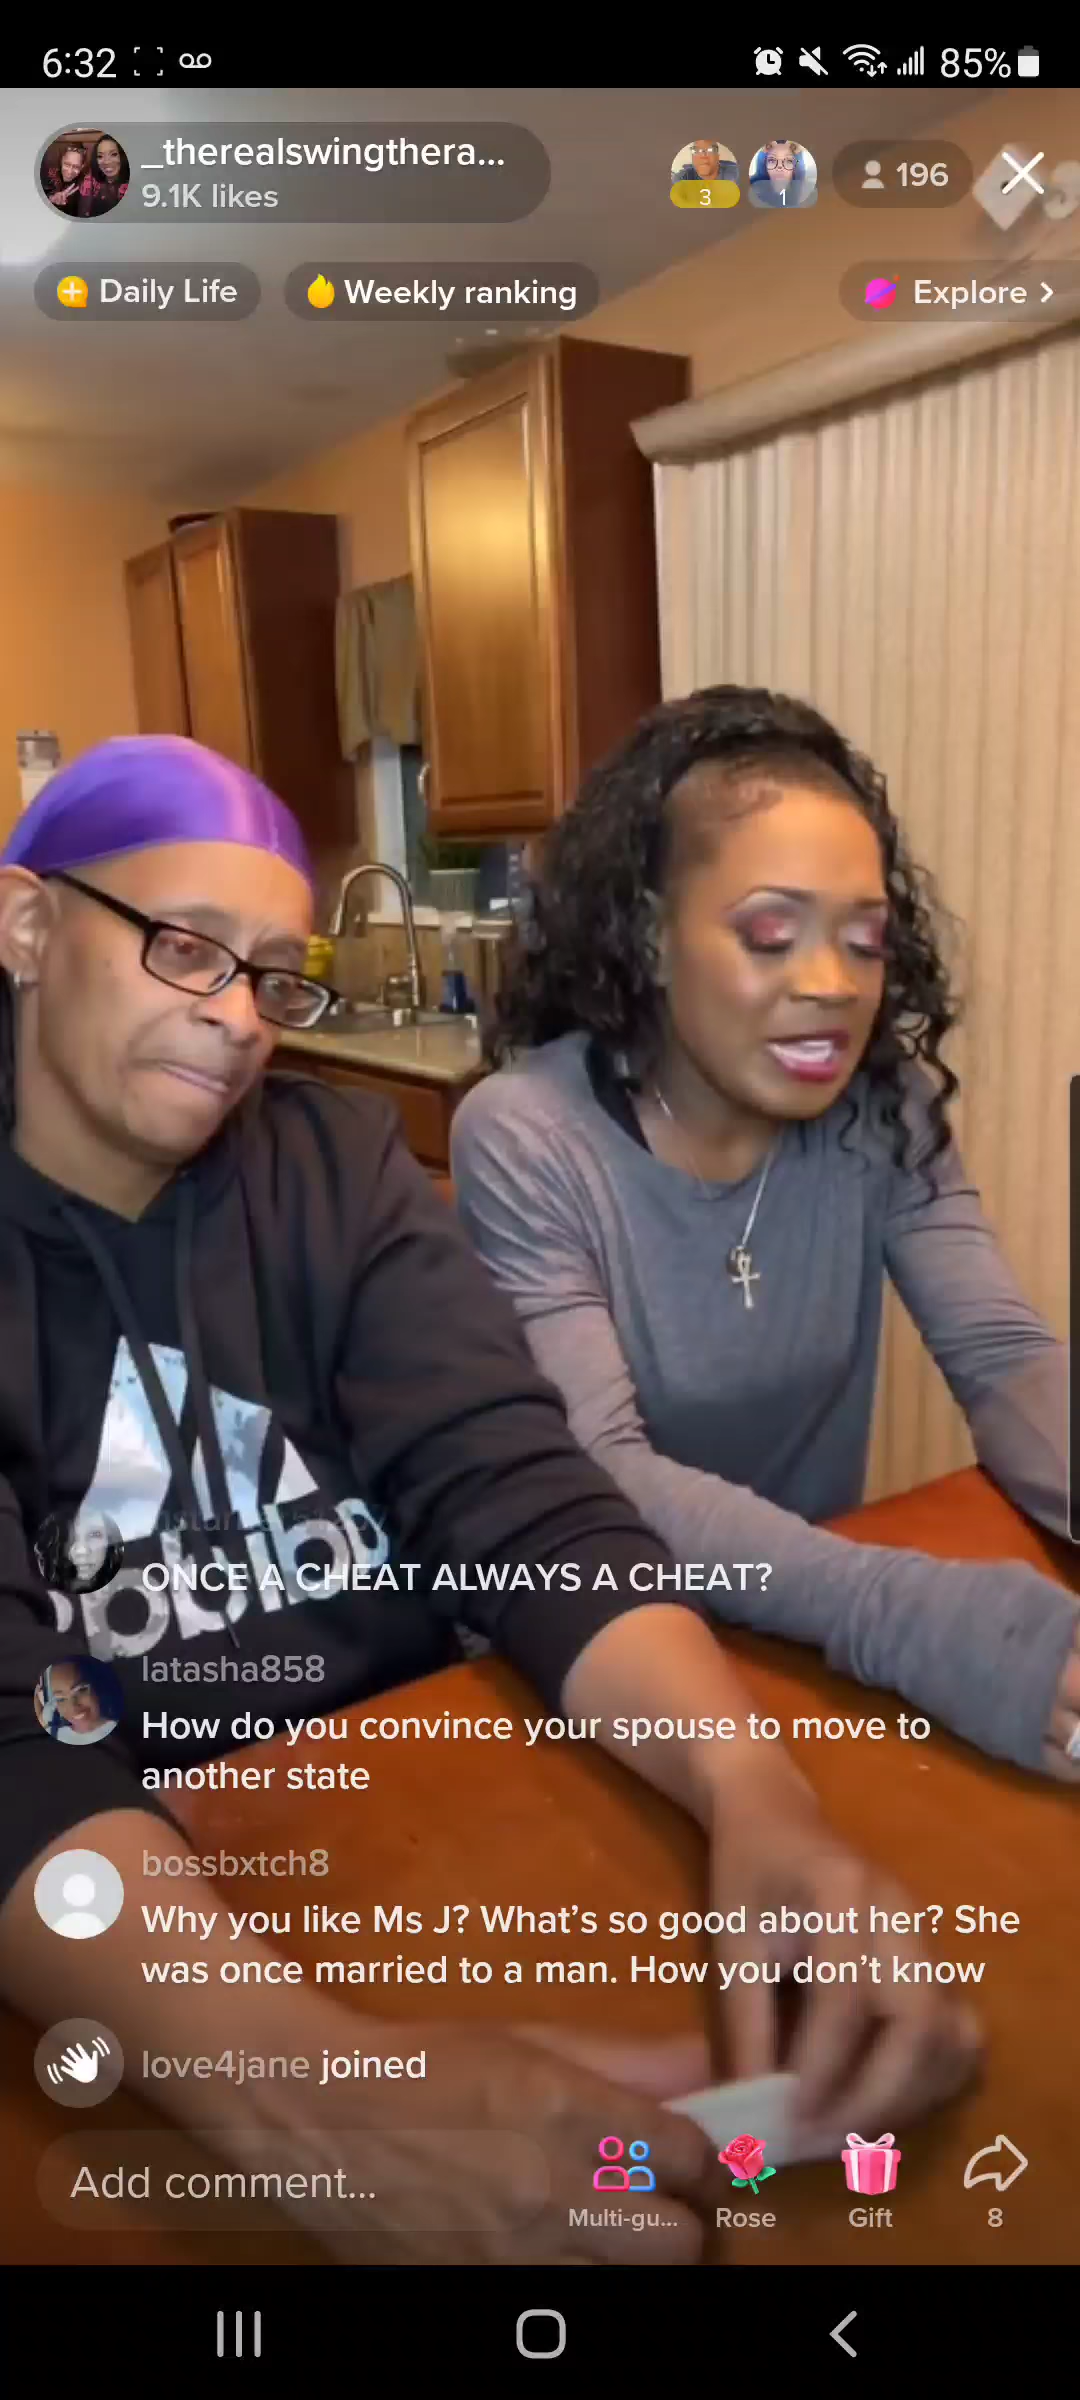 6:32
85%
_therealswingthera...
9.1K likes
3
1
196
Daily Life
Weekly ranking
Explore
ONCE A CHEAT ALWAYS A CHEAT?
latasha858
How do you convince your spouse to move to
another state
bossbxtch8
Why you like Ms J? What's so good about her? She
was once married to a man. How you don't know
love4jane joined
Add comment...
Multi-gu...
Rose
Gift
8